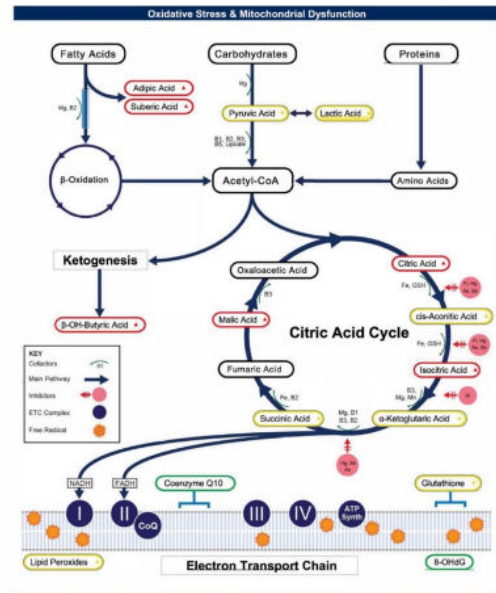 Oxidative Stress & Mitochondrial Dysfunction
Fatty Acids
Carbohydrates
Proteins
Adipic Acid
Suberic Acid
Mg, B2
Mg
Pyruvic Acid
Lactic Acid
B1, B2, B3,
B5, Lipoate
β-Oxidation
Acetyl-CoA
Amino Acids
Ketogenesis
β-OH-Butyric Acid
Citric Acid Cycle
Oxaloacetic Acid
Citric Acid
Fe, GSH
cis-Aconitic Acid
Fe, GSH
Isocitric Acid
B3,
Mg, Mn
Al
α-Ketoglutaric Acid
Mg, B1
B3, B2
Succinic Acid
Fe, B2
Fumaric Acid
Malic Acid
B3
KEY
Cofactors
B1
Main Pathway
Inhibitors
ETC Complex
Free Radical
NADH
FADH
Coenzyme Q10
Glutathione
I
II
CoQ
III
IV
ATP
Synth
Lipid Peroxides
Electron Transport Chain
8-OHdG